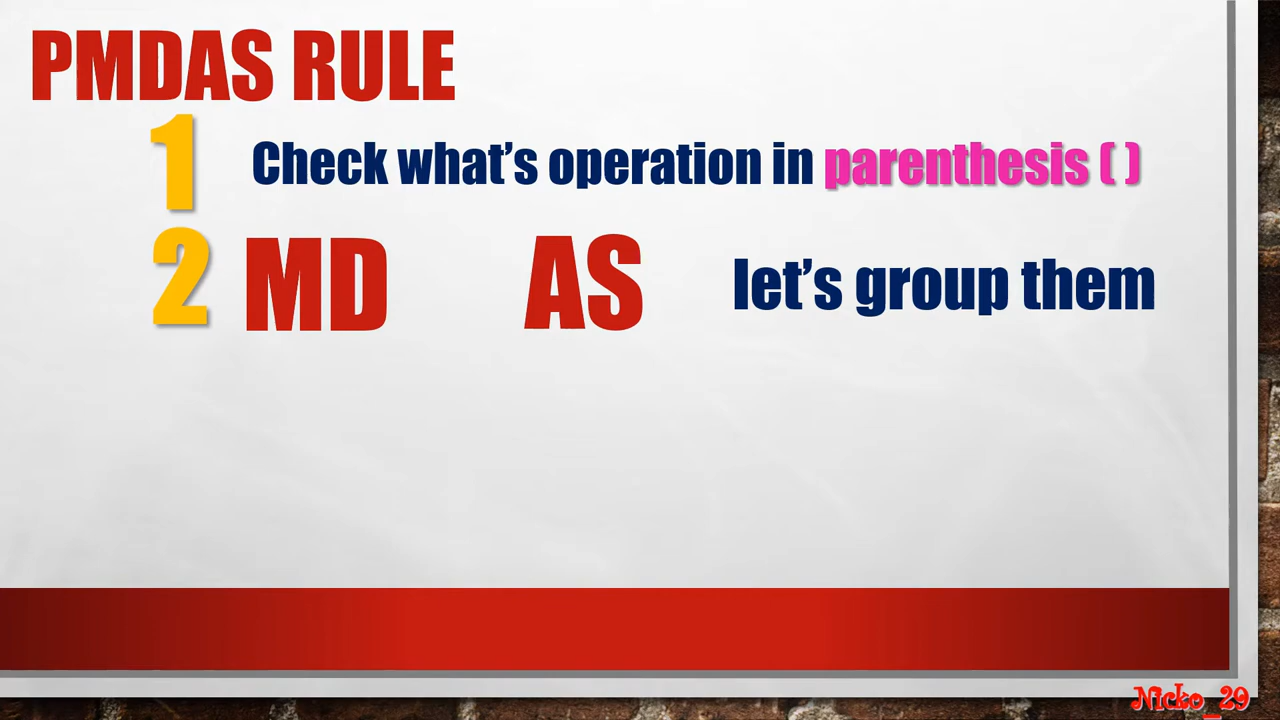 PMDAS RULE
1 Check what's operation in parenthesis ( )
2 MD AS let's group them
Nicko_29